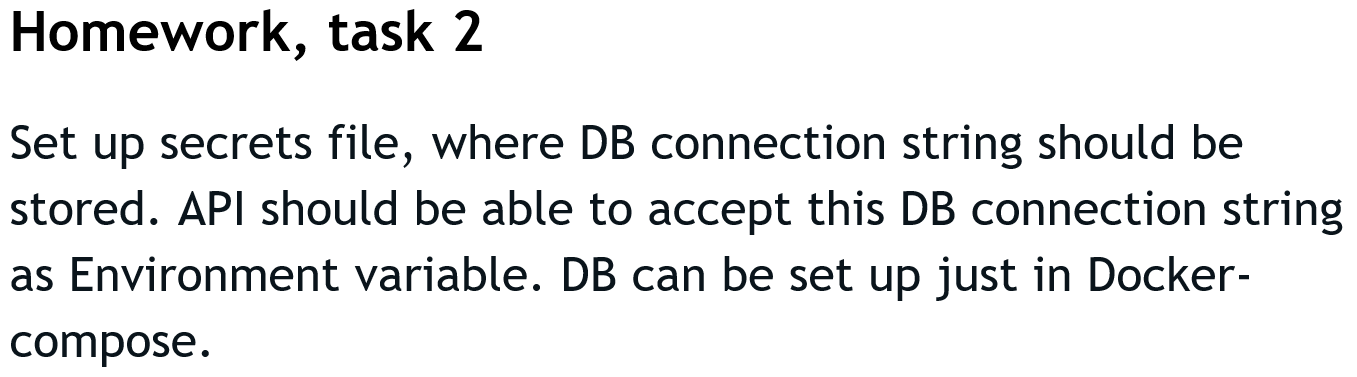 Homework, task 2
Set up secrets file, where DB connection string should be
stored. API should be able to accept this DB connection string
as Environment variable. DB can be set up just in Docker-
compose.